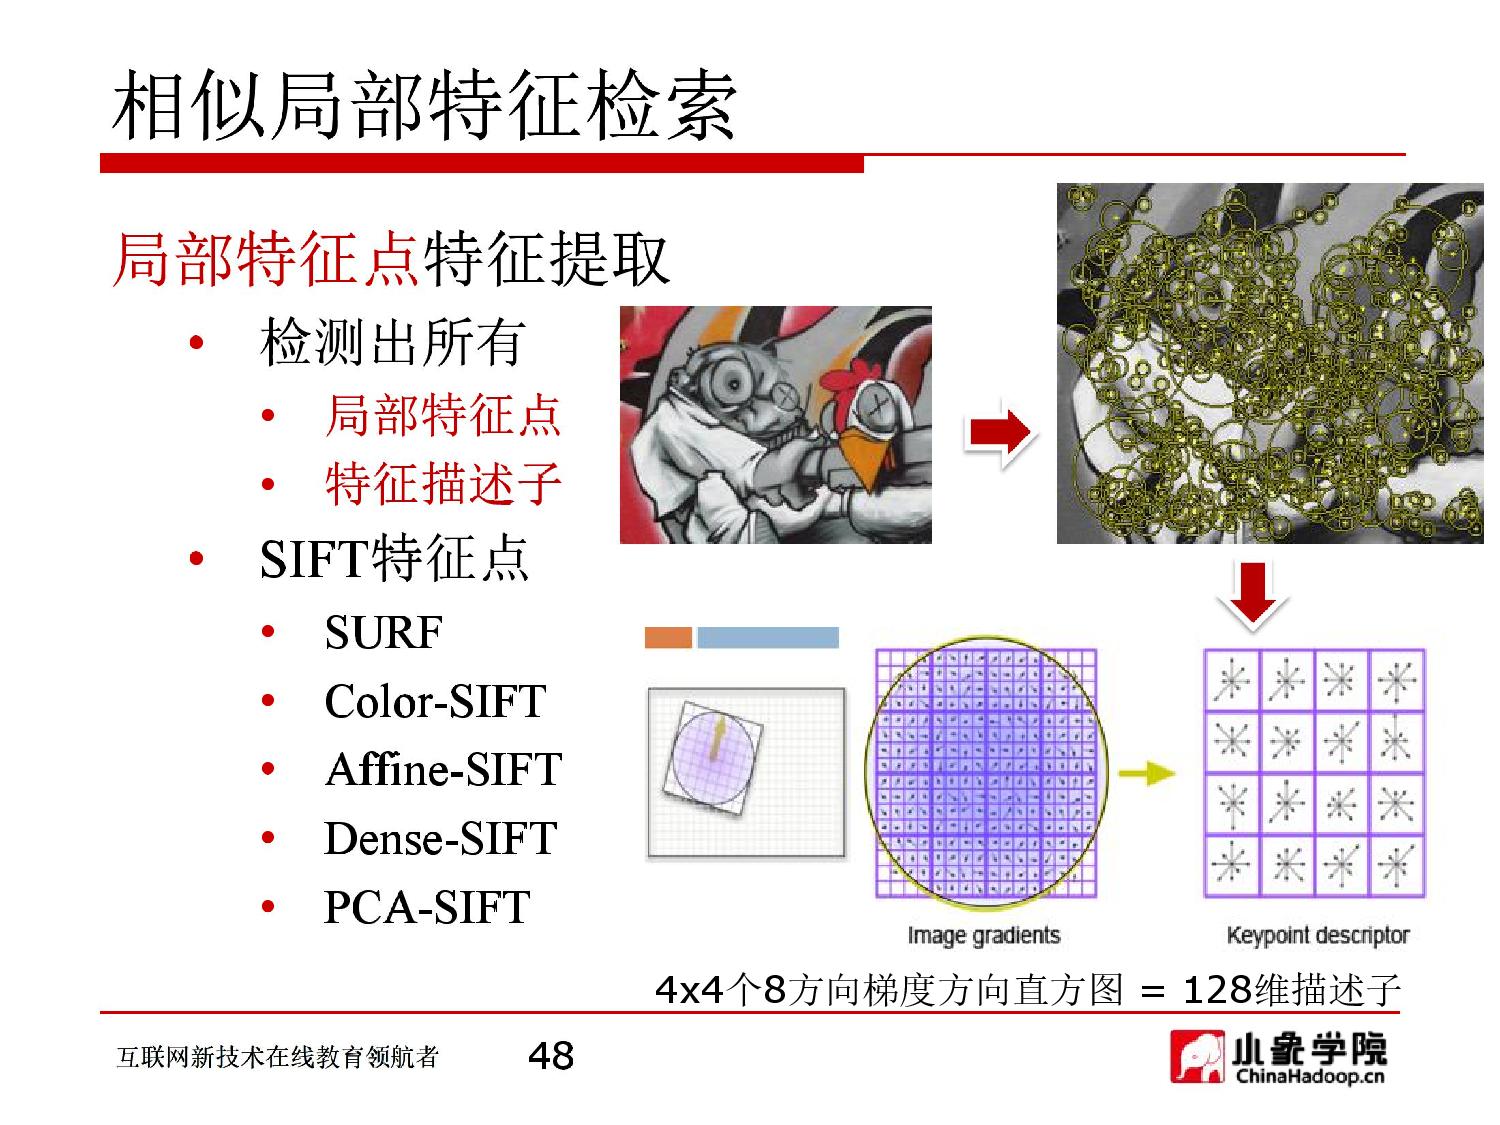 相似局部特征检索
局部特征点特征提取
• 检测出所有
• 局部特征点
• 特征描述子
• SIFT特征点
• SURF
• Color-SIFT
• Affine-SIFT
• Dense-SIFT
• PCA-SIFT
Image gradients
Keypoint descriptor
4x4个8方向梯度方向直方图 = 128维描述子
互联网新技术在线教育领航者
48
小象学院
ChinaHadoop.cn